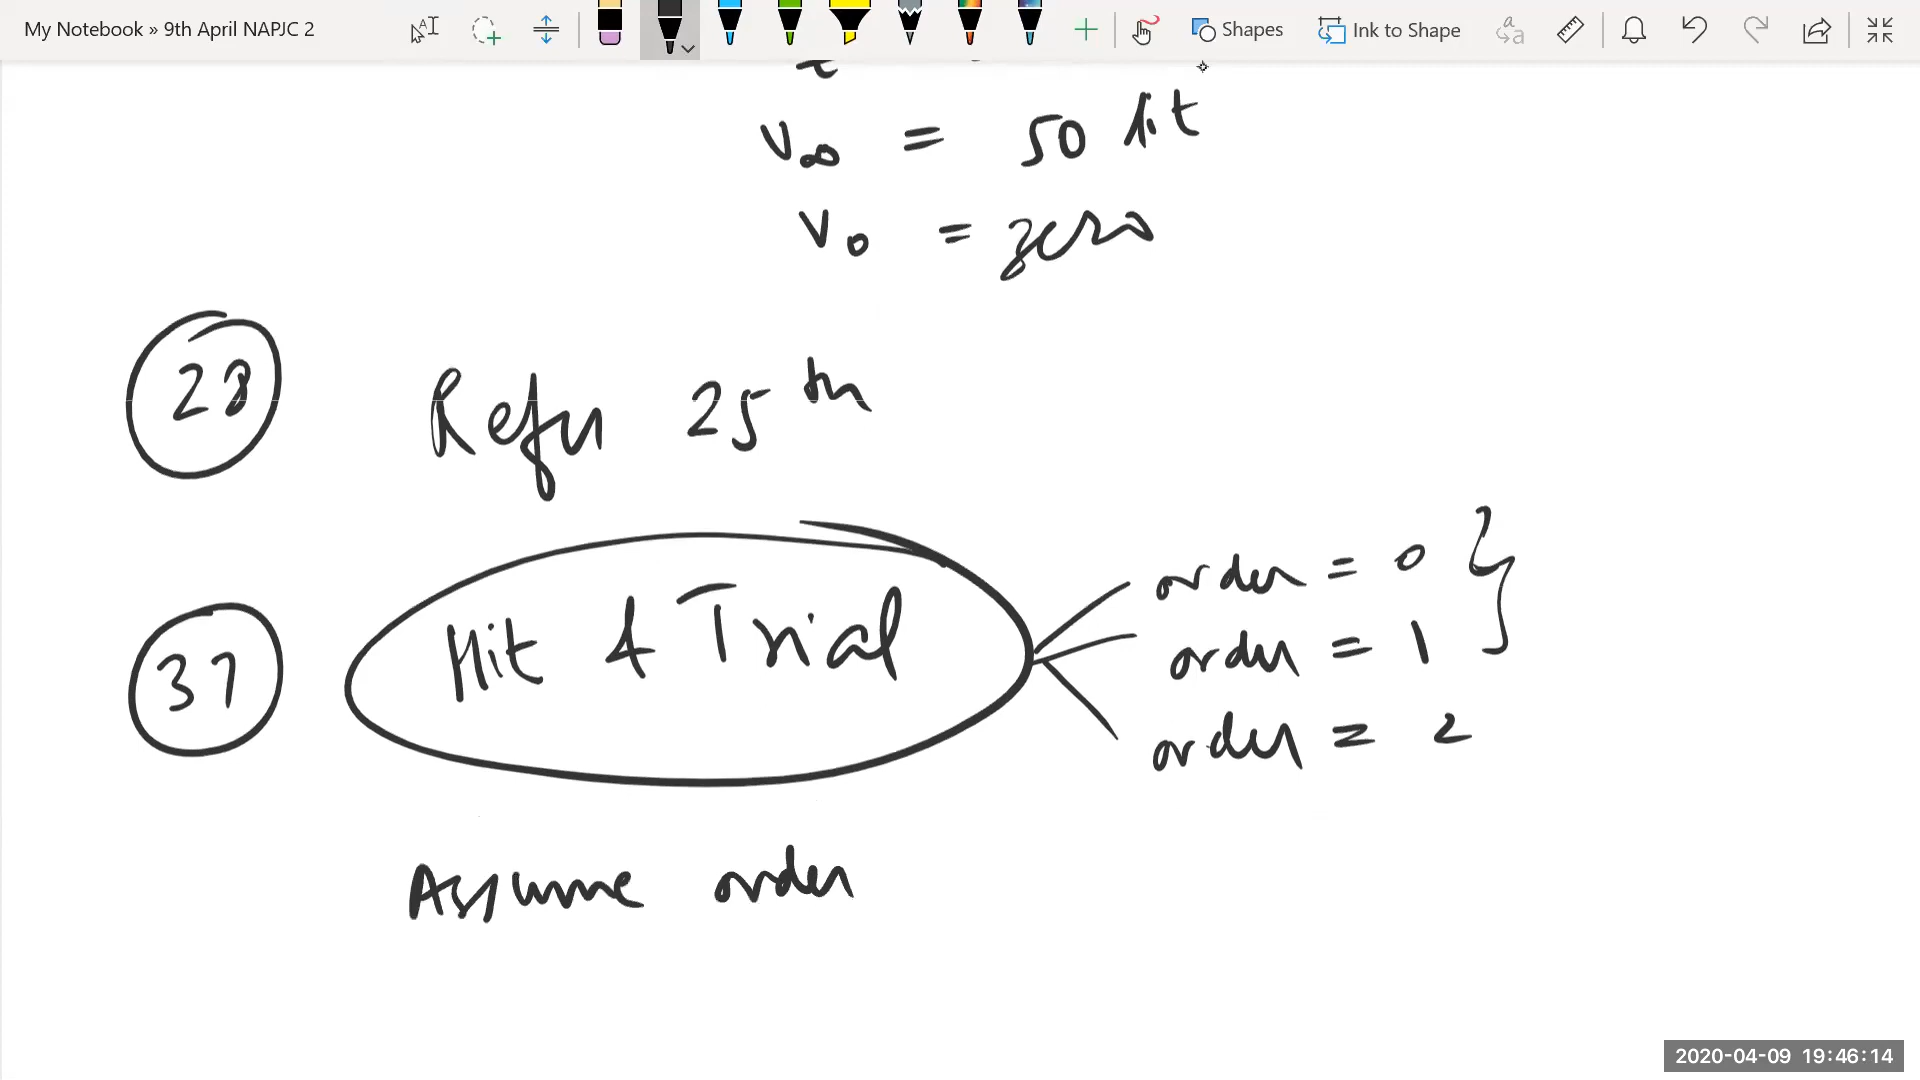 My Notebook » 9th April NAPJC 2
Shapes
Ink to Shape
V∞ = 50 lit
V0 = zero
28 Refer 25th
37 Hit & Trial
order = 0
order = 1
order = 2
Assume order
2020-04-09 19:46:14